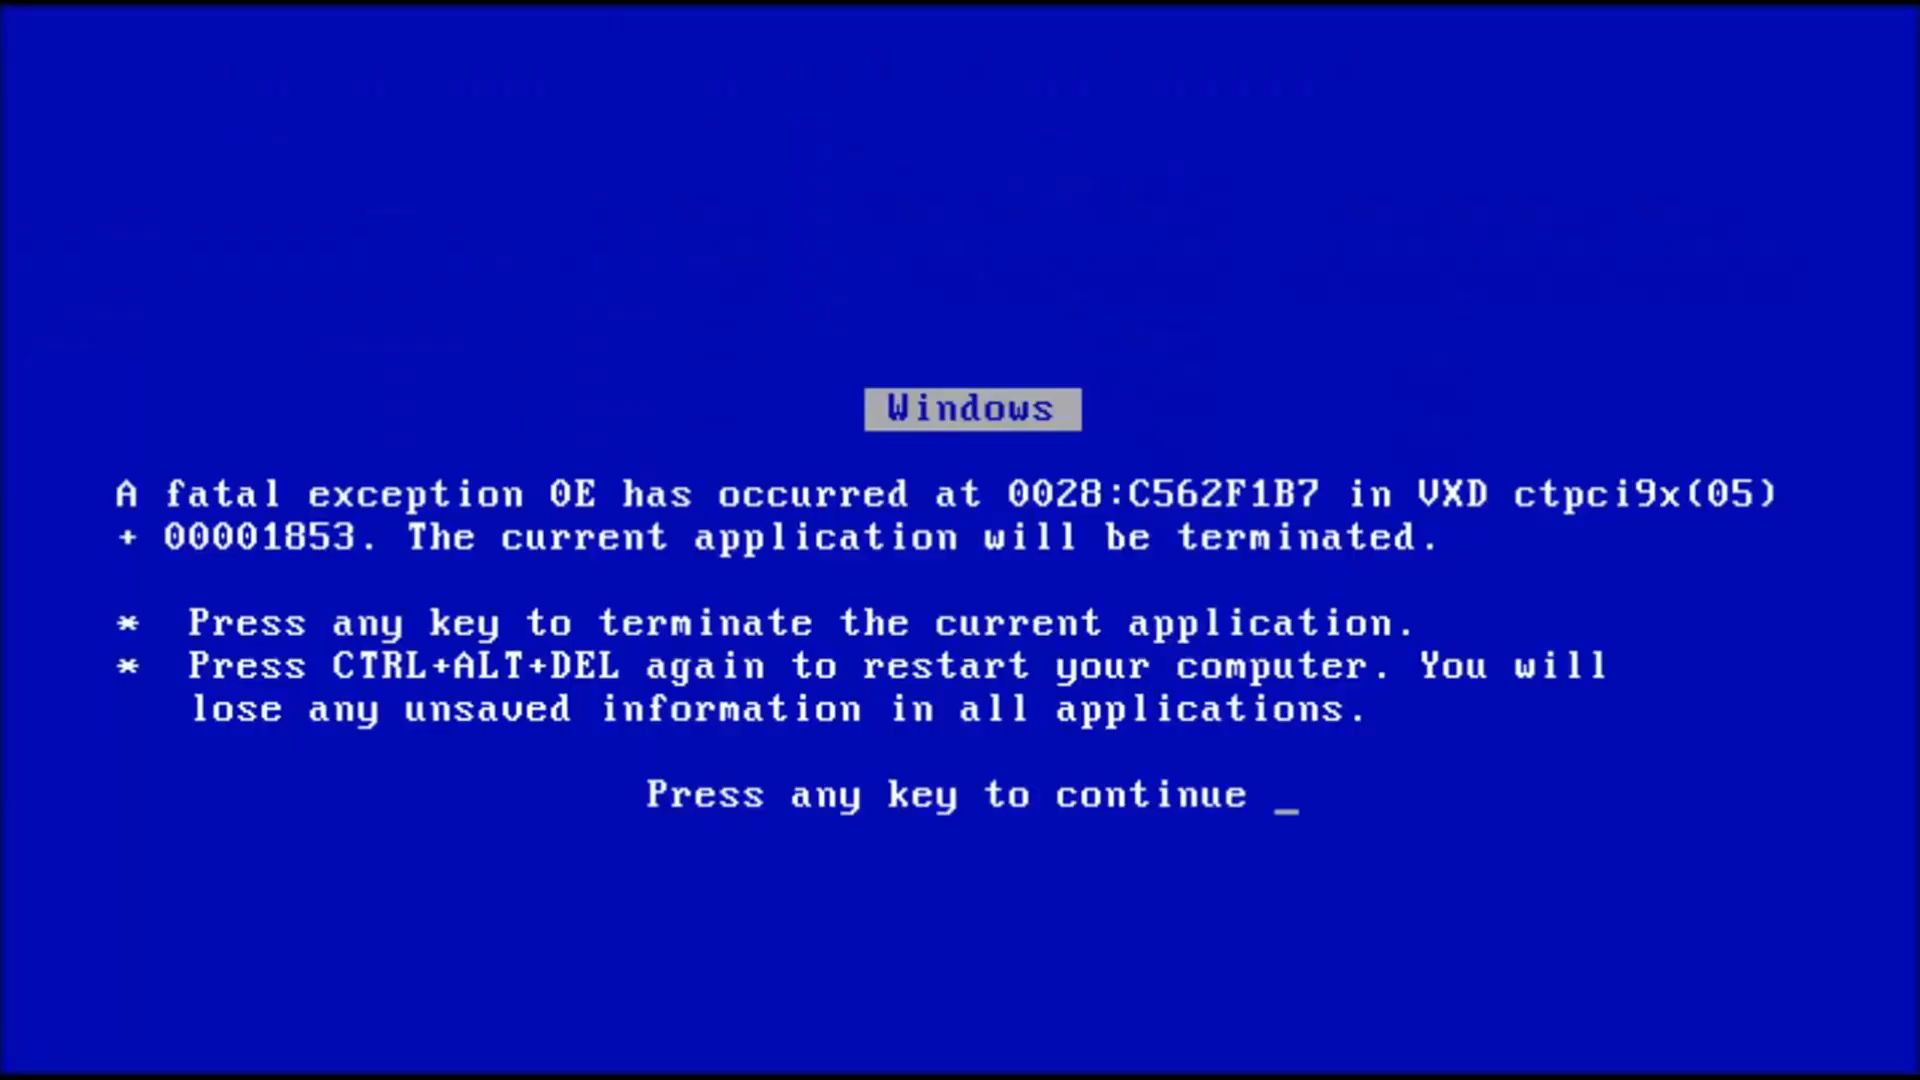 Windows
A fatal exception 0E has occurred at 0028:C562F1B7 in VXD ctpci9x(05)
+ 00001853. The current application will be terminated.
* Press any key to terminate the current application.
* Press CTRL+ALT+DEL again to restart your computer. You will
lose any unsaved information in all applications.
Press any key to continue _